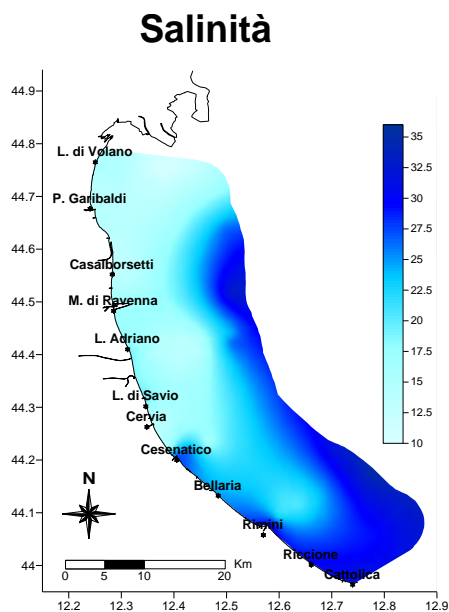 Salinità
44.9
44.8
44.7
44.6
44.5
44.4
44.3
44.2
44.1
44
L. di Volano
P. Garibaldi
Casalborsetti
M. di Ravenna
L. Adriano
L. di Savio
Cervia
Cesenatico
Bellaria
Rimini
Riccione
Cattolica
35
32.5
30
27.5
25
22.5
20
17.5
15
12.5
10
N
0 5 10 20 Km
12.2 12.3 12.4 12.5 12.6 12.7 12.8 12.9